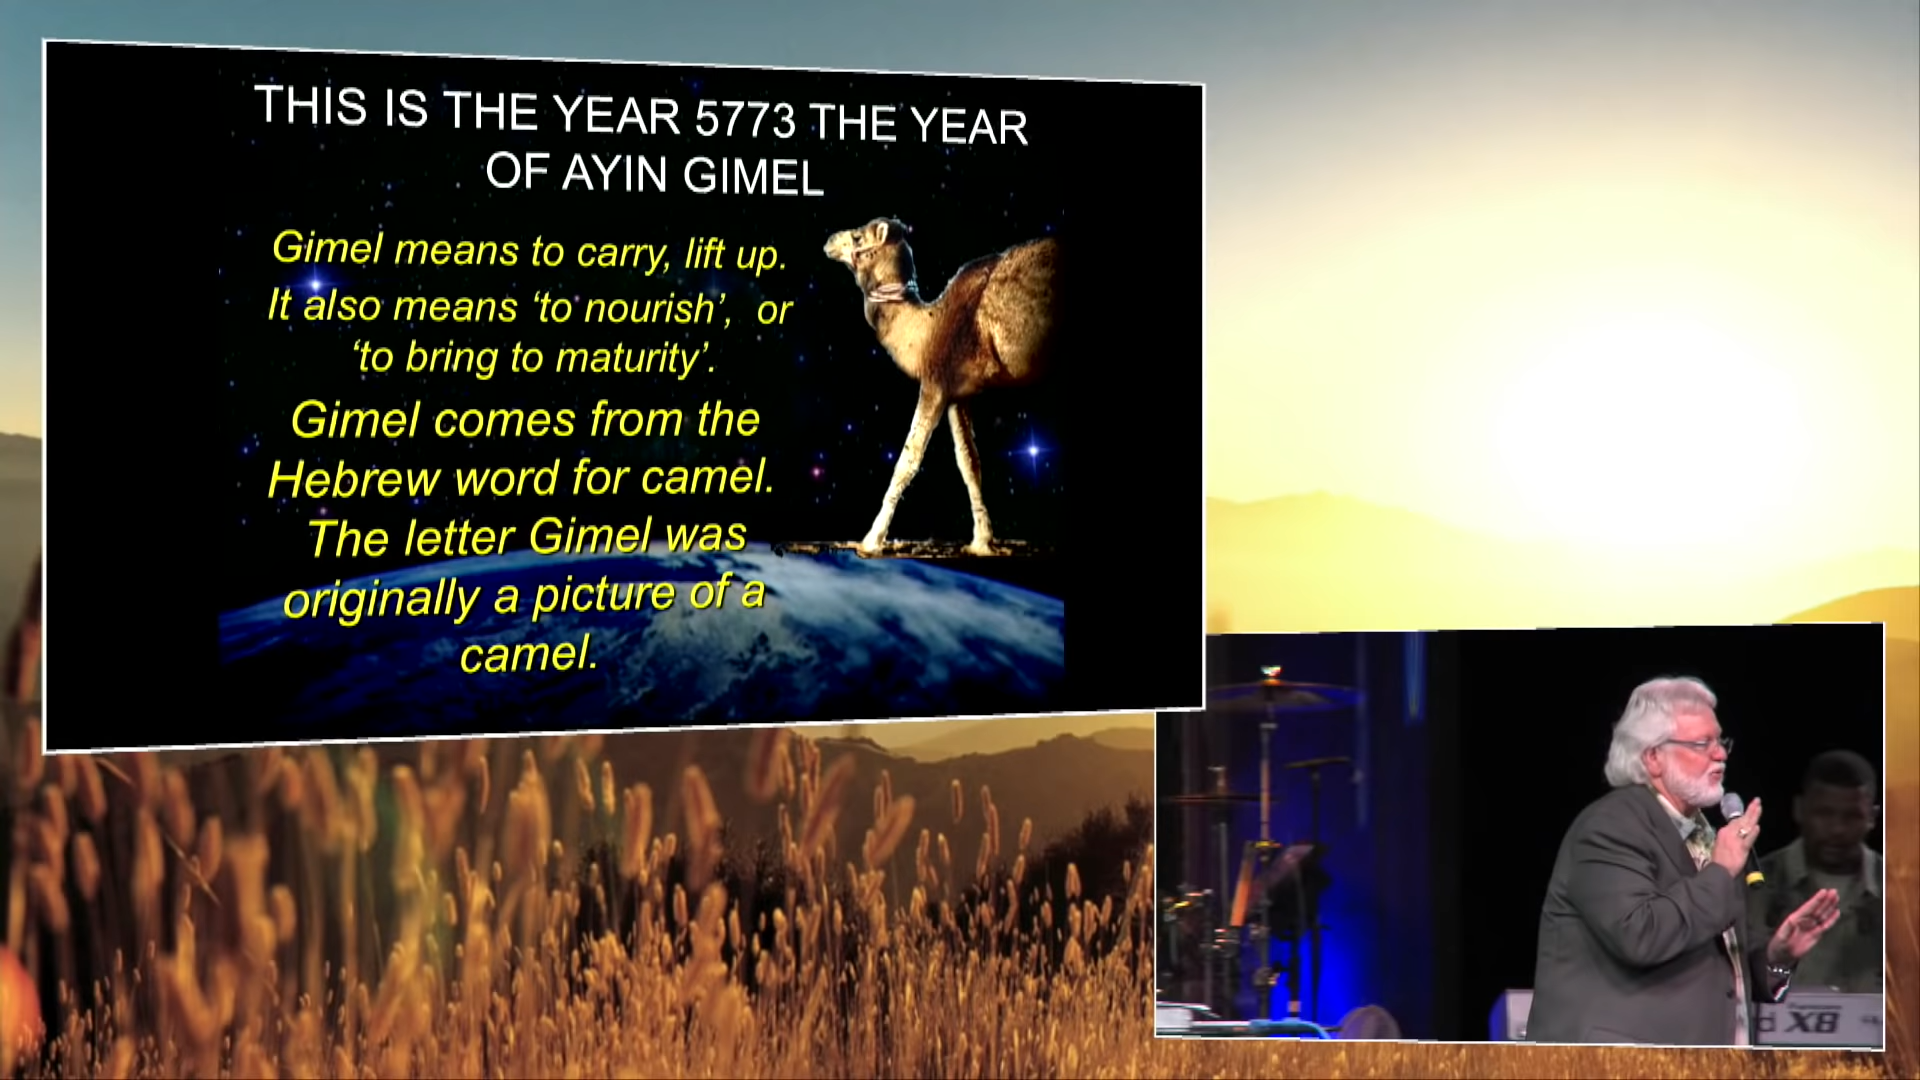 THIS IS THE YEAR 5773 THE YEAR
OF AYIN GIMEL
Gimel means to carry, lift up.
It also means ‘to nourish’, or
‘to bring to maturity’.
Gimel comes from the
Hebrew word for camel.
The letter Gimel was
originally a picture of a
camel.
X8